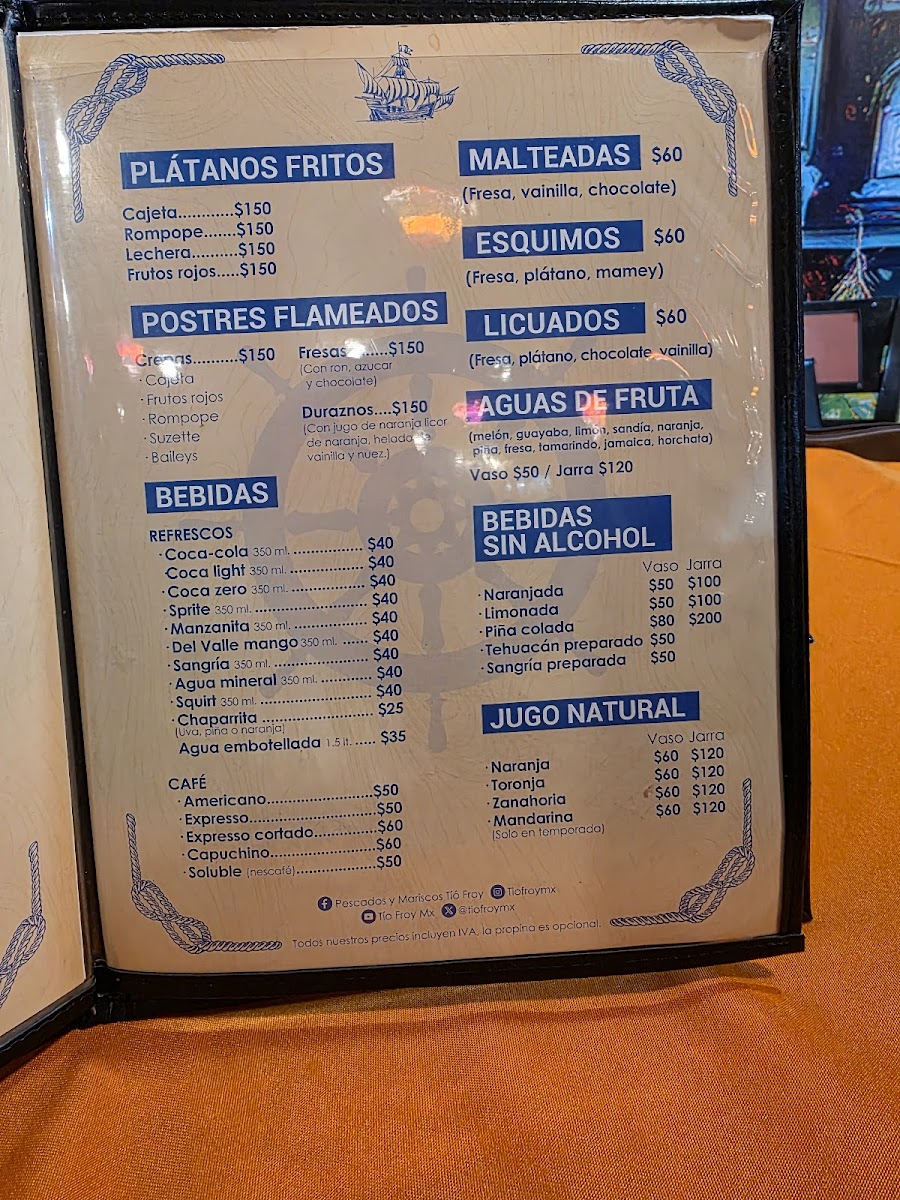 PLÁTANOS FRITOS
Cajeta............$150
Rompope.......$150
Lechera..........$150
Frutos rojos.....$150
POSTRES FLAMEADOS
Crepas..........$150
· Cajeta
· Frutos rojos
· Rompope
· Suzette
· Baileys
Fresas........$150
(Con ron, azucar
y chocolate)
Duraznos....$150
(Con jugo de naranja licor
de naranja, helado de
vainilla y nuez.)
BEBIDAS
REFRESCOS
· Coca-cola 350 ml. ................. $40
· Coca light 350 ml. .................. $40
· Coca zero 350 ml. .................. $40
· Sprite 350 ml. .......................... $40
· Manzanita 350 ml. ................. $40
· Del Valle mango 350 ml. ..... $40
· Sangría 350 ml. ...................... $40
· Agua mineral 350 ml. ............ $40
· Squirt 350 ml. ......................... $40
· Chaparrita ........................... $25
(Uva, piña o naranja)
Agua embotellada 1.5 lt. ..... $35
CAFÉ
· Americano.........................$50
· Expresso..............................$50
· Expresso cortado...............$60
· Capuchino..........................$60
· Soluble (nescafé)...................$50
MALTEADAS $60
(Fresa, vainilla, chocolate)
ESQUIMOS $60
(Fresa, plátano, mamey)
LICUADOS $60
(Fresa, plátano, chocolate, vainilla)
AGUAS DE FRUTA
(melón, guayaba, limón, sandía, naranja,
piña, fresa, tamarindo, jamaica, horchata)
Vaso $50 / Jarra $120
BEBIDAS
SIN ALCOHOL
Vaso Jarra
· Naranjada $50 $100
· Limonada $50 $100
· Piña colada $80 $200
· Tehuacán preparado $50
· Sangría preparada $50
JUGO NATURAL
Vaso Jarra
· Naranja $60 $120
· Toronja $60 $120
· Zanahoria $60 $120
· Mandarina $60 $120
(Solo en temporada)
Pescados y Mariscos Tió Froy Tiofroymx
Tío Froy Mx @tiofroymx
Todos nuestros precios incluyen IVA, la propina es opcional.